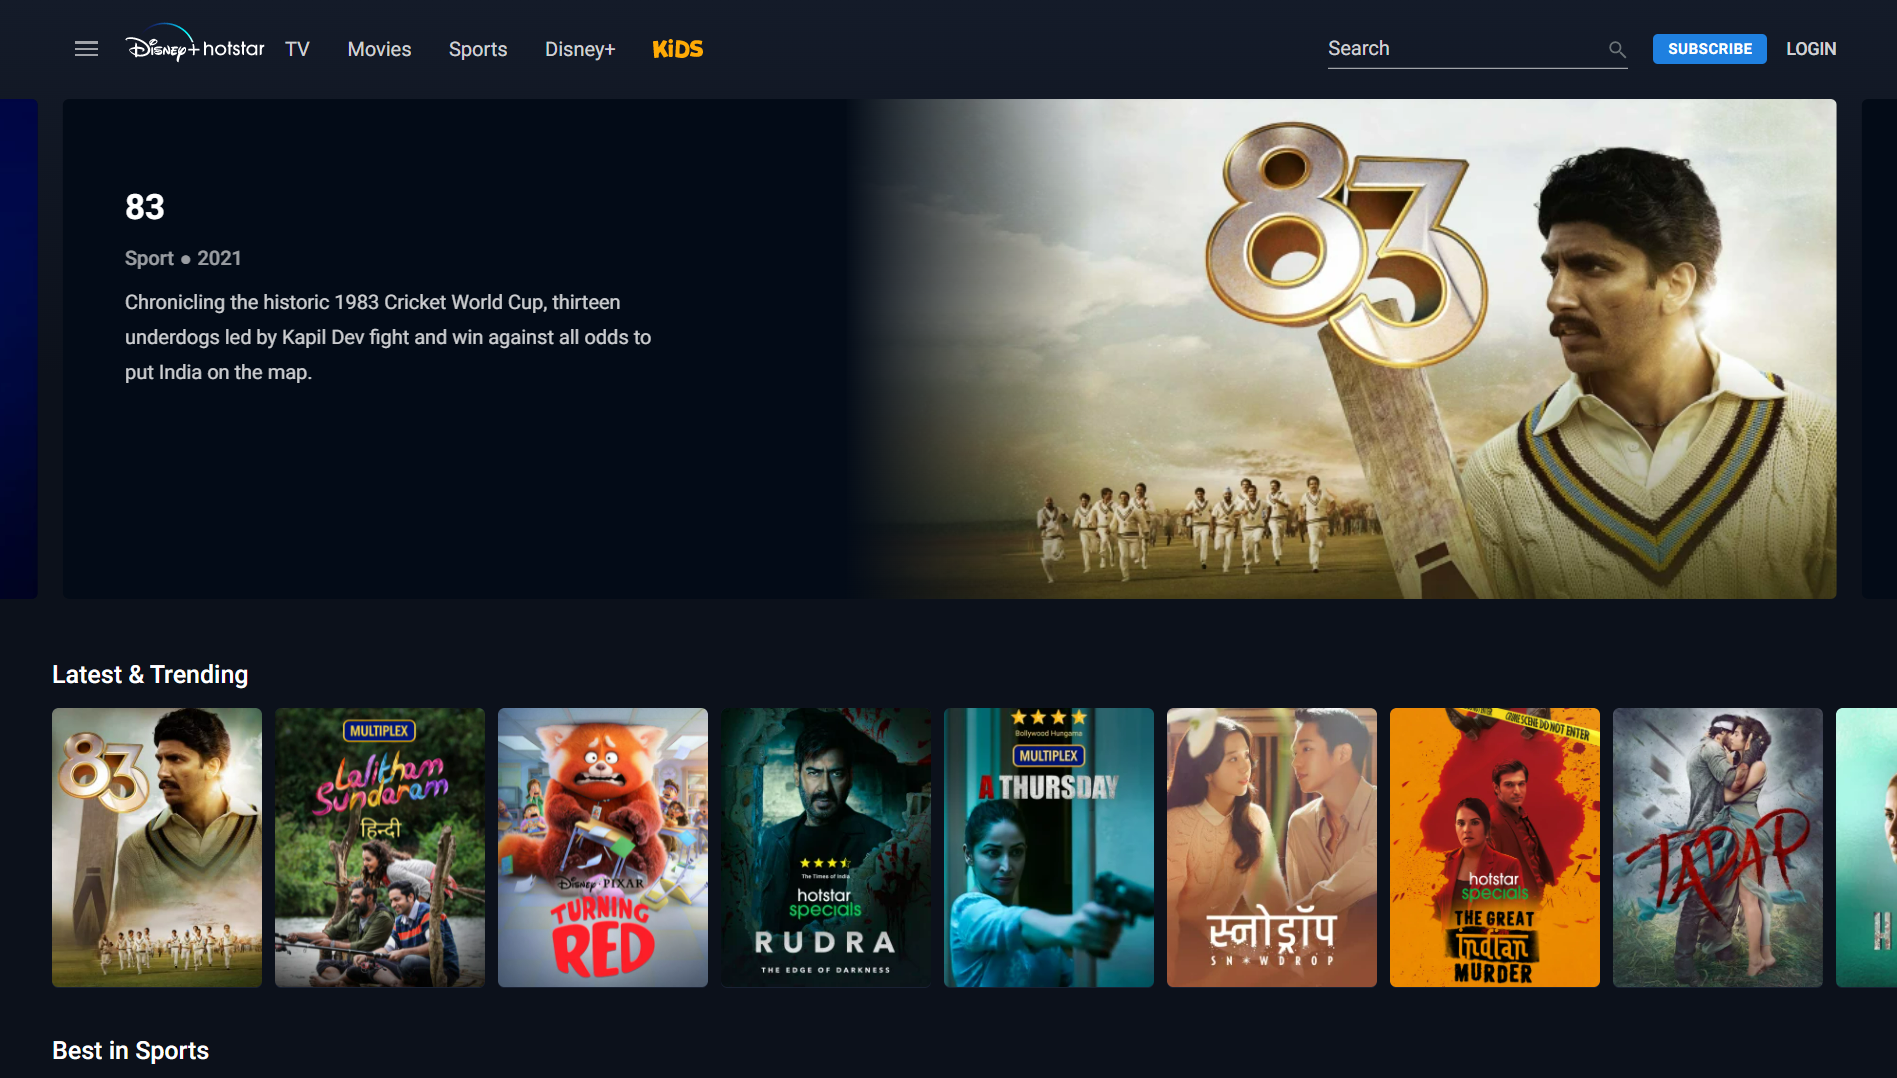 Disney+ hotstar TV Movies Sports Disney+ KiDS Search SUBSCRIBE LOGIN
83
Sport ● 2021
Chronicling the historic 1983 Cricket World Cup, thirteen
underdogs led by Kapil Dev fight and win against all odds to
put India on the map.
83
Latest & Trending
83
MULTIPLEX
Lalitham
Sundaram
हिन्दी
DISNEY · PIXAR
TURNING
RED
The Times of India
hotstar
specials
RUDRA
THE EDGE OF DARKNESS
Bollywood Hungama
MULTIPLEX
A THURSDAY
स्नोड्रॉप
SNOWDROP
CRIME SCENE DO NOT ENTER
hotstar
specials
THE GREAT
indian
MURDER
TADAP
H
Best in Sports